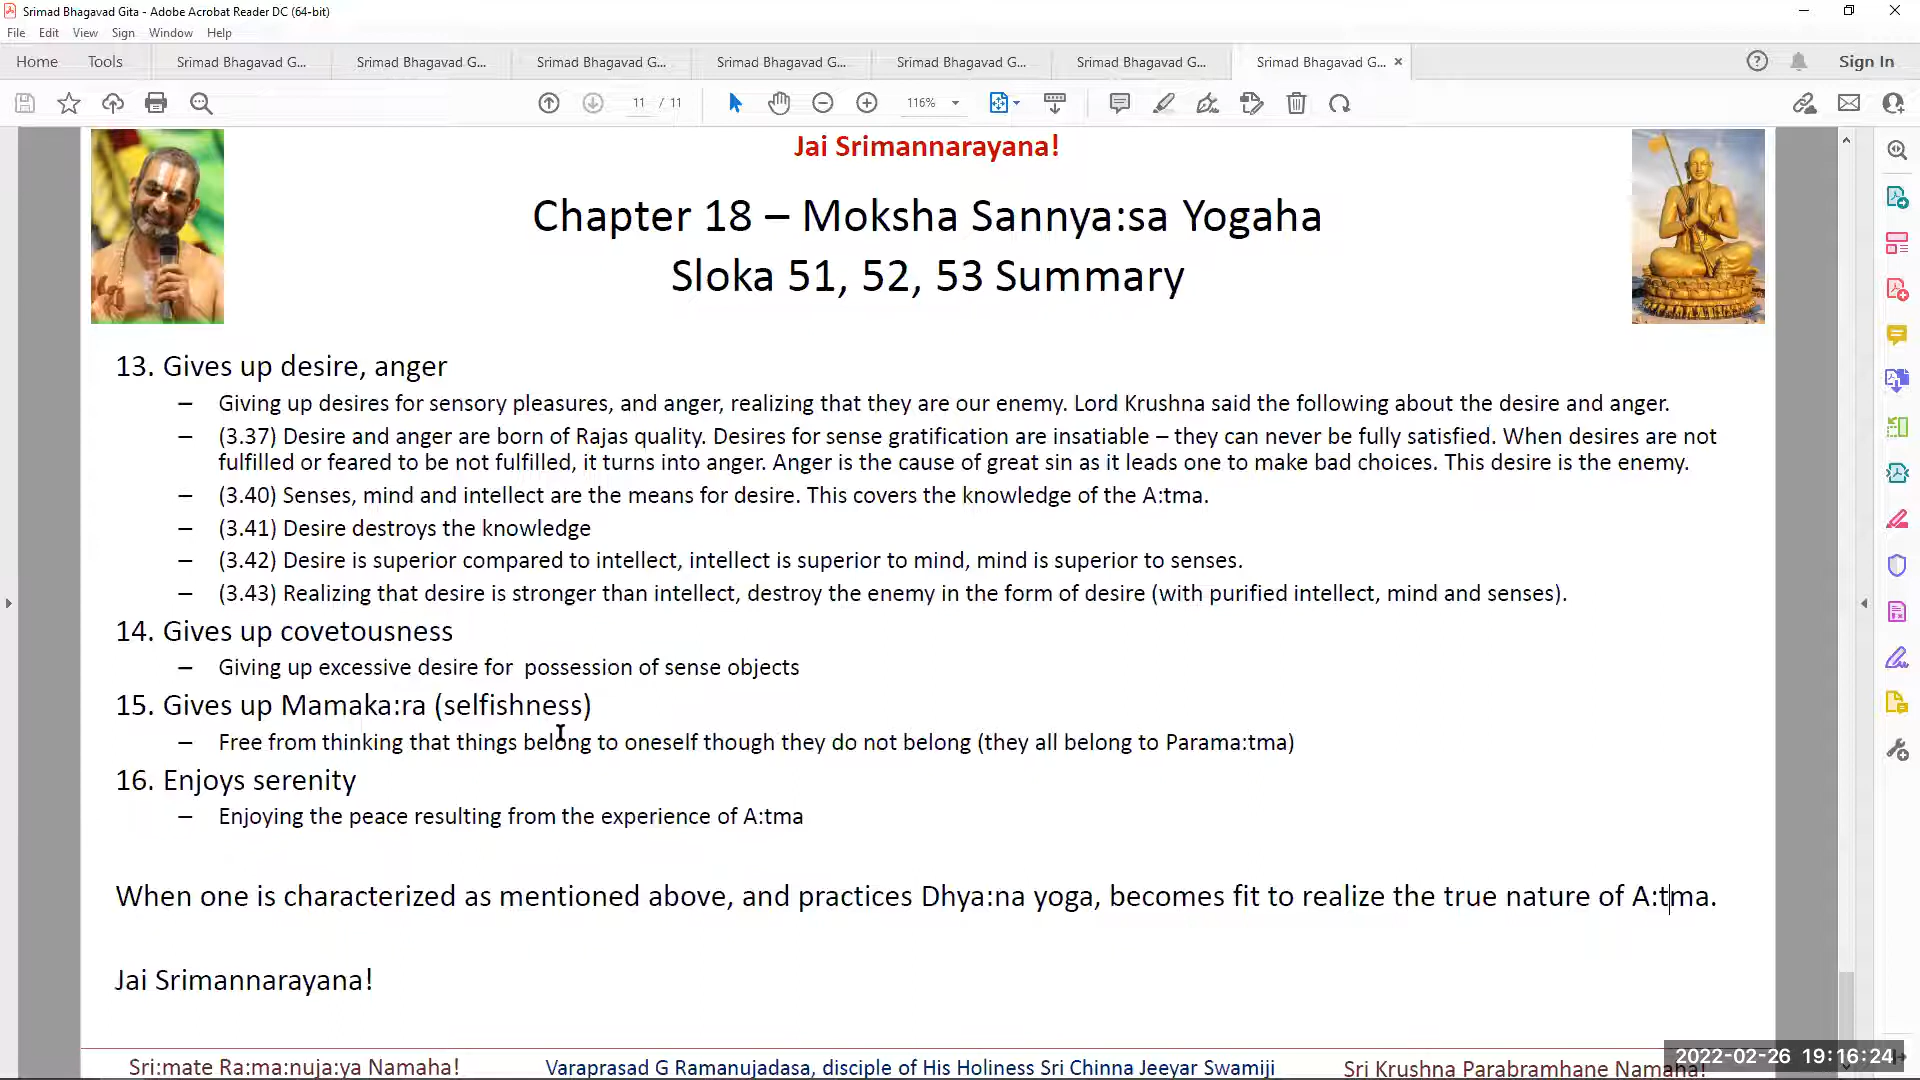 Srimad Bhagavad Gita - Adobe Acrobat Reader DC (64-bit)
File Edit View Sign Window Help
Home Tools Srimad Bhagavad G... Srimad Bhagavad G... Srimad Bhagavad G... Srimad Bhagavad G... Srimad Bhagavad G... Srimad Bhagavad G... Srimad Bhagavad G... × Sign In
11 / 11 116%
Jai Srimannarayana!
Chapter 18 – Moksha Sannya:sa Yogaha
Sloka 51, 52, 53 Summary
13. Gives up desire, anger
– Giving up desires for sensory pleasures, and anger, realizing that they are our enemy. Lord Krushna said the following about the desire and anger.
– (3.37) Desire and anger are born of Rajas quality. Desires for sense gratification are insatiable – they can never be fully satisfied. When desires are not
fulfilled or feared to be not fulfilled, it turns into anger. Anger is the cause of great sin as it leads one to make bad choices. This desire is the enemy.
– (3.40) Senses, mind and intellect are the means for desire. This covers the knowledge of the A:tma.
– (3.41) Desire destroys the knowledge
– (3.42) Desire is superior compared to intellect, intellect is superior to mind, mind is superior to senses.
– (3.43) Realizing that desire is stronger than intellect, destroy the enemy in the form of desire (with purified intellect, mind and senses).
14. Gives up covetousness
– Giving up excessive desire for possession of sense objects
15. Gives up Mamaka:ra (selfishness)
– Free from thinking that things belong to oneself though they do not belong (they all belong to Parama:tma)
16. Enjoys serenity
– Enjoying the peace resulting from the experience of A:tma
When one is characterized as mentioned above, and practices Dhya:na yoga, becomes fit to realize the true nature of A:tma.
Jai Srimannarayana!
Sri:mate Ra:ma:nuja:ya Namaha! Varaprasad G Ramanujadasa, disciple of His Holiness Sri Chinna Jeeyar Swamiji Sri Krushna Parabramhane Namaha!
2022-02-26 19:16:24